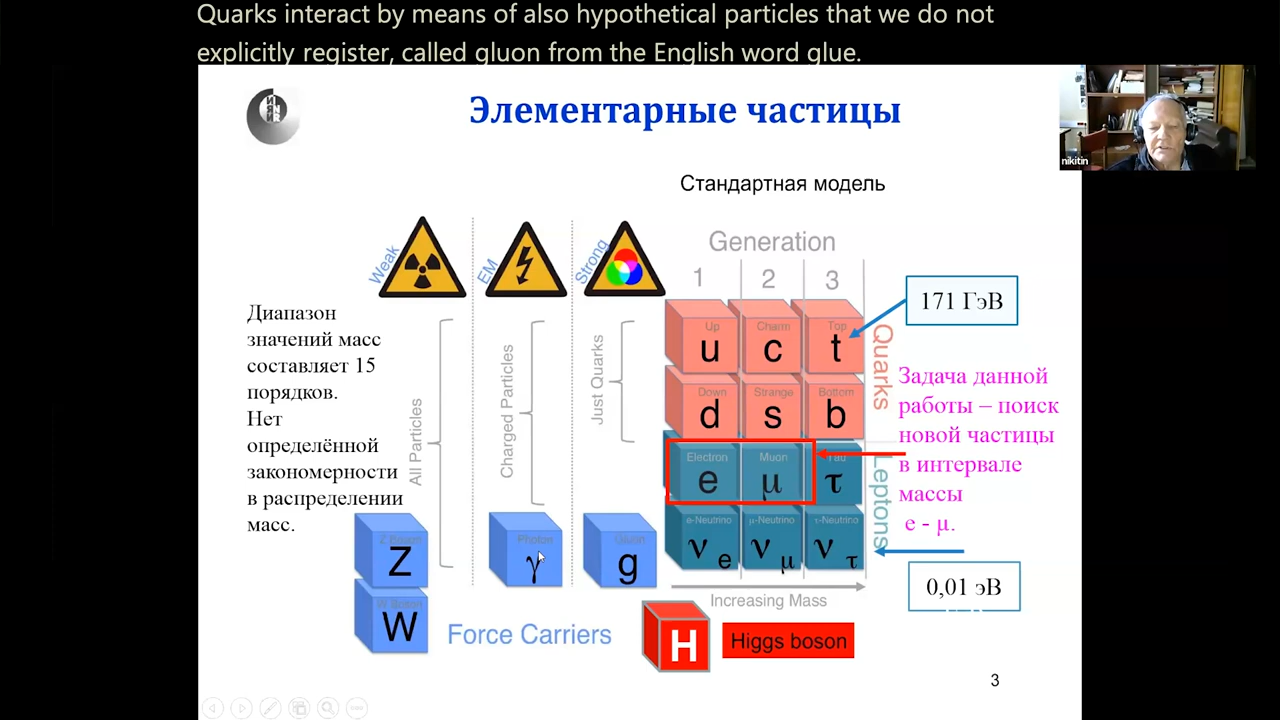 Quarks interact by means of also hypothetical particles that we do not
explicitly register, called gluon from the English word glue.
Элементарные частицы
nikitin
Стандартная модель
Weak
EM
Strong
Generation
1 2 3
171 ГэВ
Диапазон
значений масс
составляет 15
порядков.
Нет
определённой
закономерности
в распределении
масс.
All Particles
Charged Particles
Just Quarks
Up Charm Top
u c t
Down Strange Bottom
d s b
Quarks
Electron Muon Tau
e μ τ
e-Neutrino μ-Neutrino τ-Neutrino
ν e ν μ ν τ
Leptons
Задача данной
работы – поиск
новой частицы
в интервале
массы
е - μ.
Z Boson
Z
Photon
γ
Gluon
g
W Boson
W
Force Carriers
Increasing Mass
0,01 эВ
H
Higgs boson
3